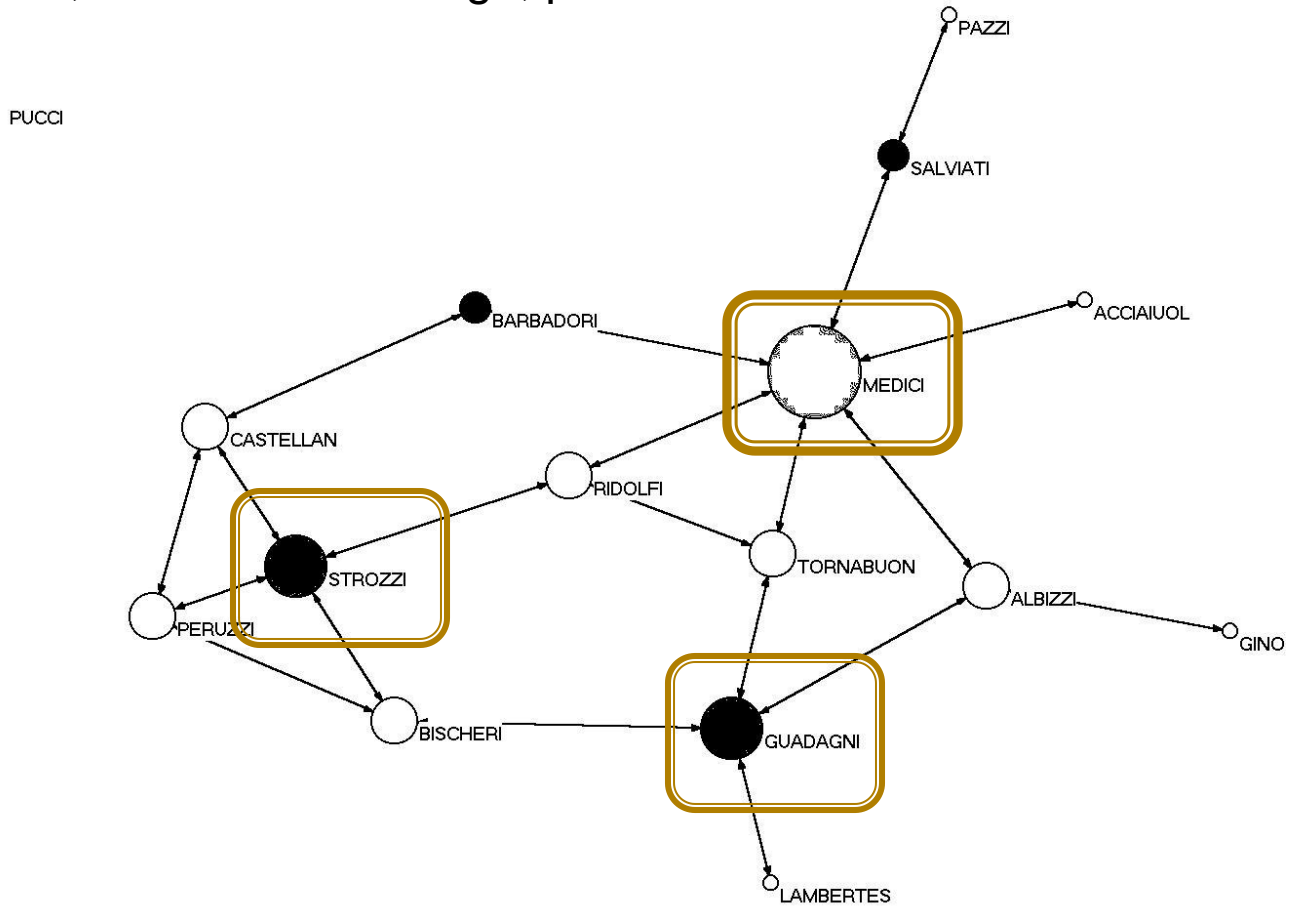 PAZZI
PUCCI
SALVIATI
ACCIAIUOL
BARBADORI
MEDICI
CASTELLAN
RIDOLFI
TORNABUON
STROZZI
ALBIZZI
PERUZZI
GINO
BISCHERI
GUADAGNI
LAMBERTES